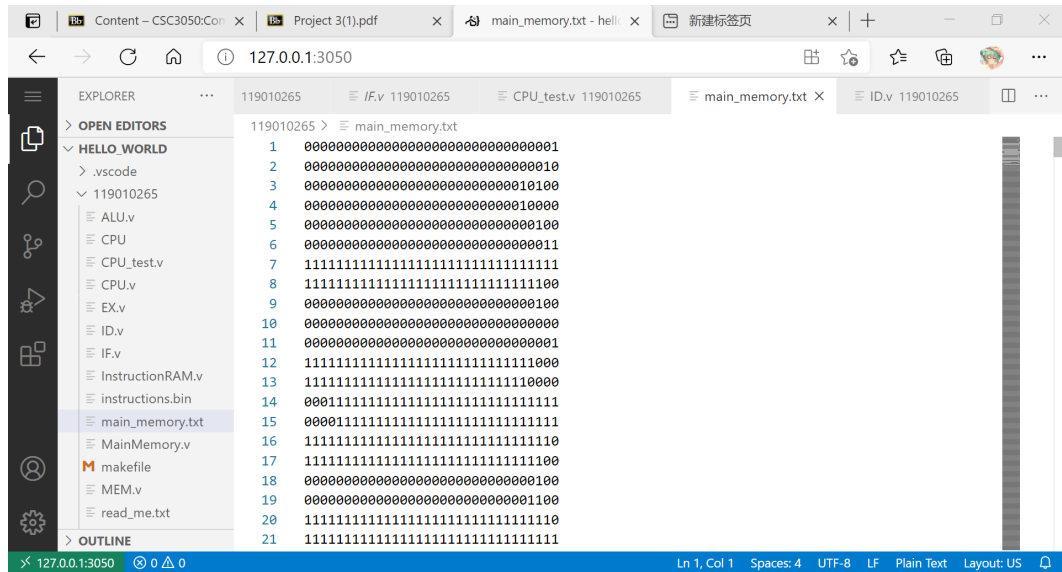 Content – CSC3050:Con
Project 3(1).pdf
main_memory.txt - hell
新建标签页
127.0.0.1:3050
EXPLORER
119010265
IF.v 119010265
CPU_test.v 119010265
main_memory.txt
ID.v 119010265
OPEN EDITORS
119010265 > main_memory.txt
HELLO_WORLD
.vscode
119010265
ALU.v
CPU
CPU_test.v
CPU.v
EX.v
ID.v
IF.v
InstructionRAM.v
instructions.bin
main_memory.txt
MainMemory.v
makefile
MEM.v
read_me.txt
OUTLINE
1 00000000000000000000000000000001
2 00000000000000000000000000000010
3 00000000000000000000000000010100
4 00000000000000000000000000010000
5 00000000000000000000000000000100
6 00000000000000000000000000000011
7 11111111111111111111111111111111
8 11111111111111111111111111111100
9 00000000000000000000000000000100
10 00000000000000000000000000000000
11 00000000000000000000000000000001
12 11111111111111111111111111111000
13 11111111111111111111111111110000
14 00011111111111111111111111111111
15 00001111111111111111111111111111
16 11111111111111111111111111111110
17 11111111111111111111111111111100
18 00000000000000000000000000000100
19 00000000000000000000000000001100
20 11111111111111111111111111111110
21 11111111111111111111111111111111
127.0.0.1:3050
0
0
Ln 1, Col 1
Spaces: 4
UTF-8
LF
Plain Text
Layout: US